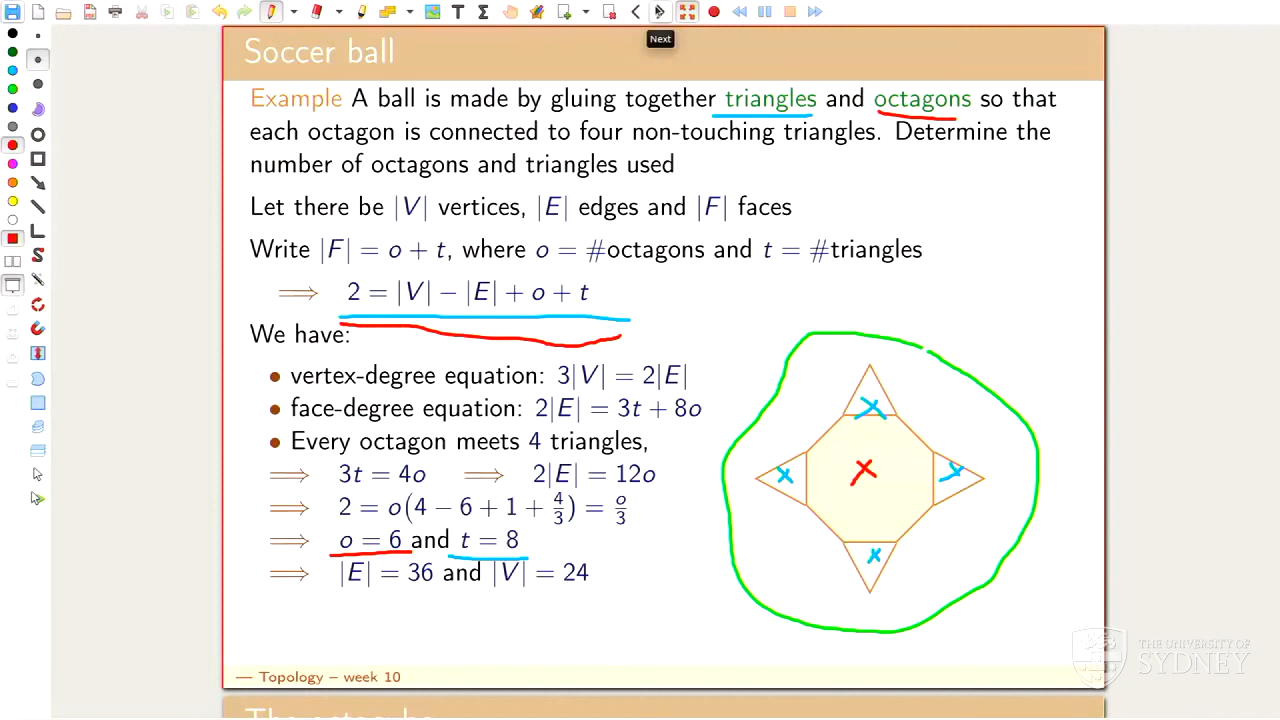 Next
Soccer ball
Example A ball is made by gluing together triangles and octagons so that
each octagon is connected to four non-touching triangles. Determine the
number of octagons and triangles used
Let there be |V| vertices, |E| edges and |F| faces
Write |F| = o + t, where o = #octagons and t = #triangles
⟹ 2 = |V| − |E| + o + t
We have:
• vertex-degree equation: 3|V| = 2|E|
• face-degree equation: 2|E| = 3t + 8o
• Every octagon meets 4 triangles,
⟹ 3t = 4o ⟹ 2|E| = 12o
⟹ 2 = o(4 − 6 + 1 + 4/3) = o/3
⟹ o = 6 and t = 8
⟹ |E| = 36 and |V| = 24
THE UNIVERSITY OF
SYDNEY
— Topology – week 10